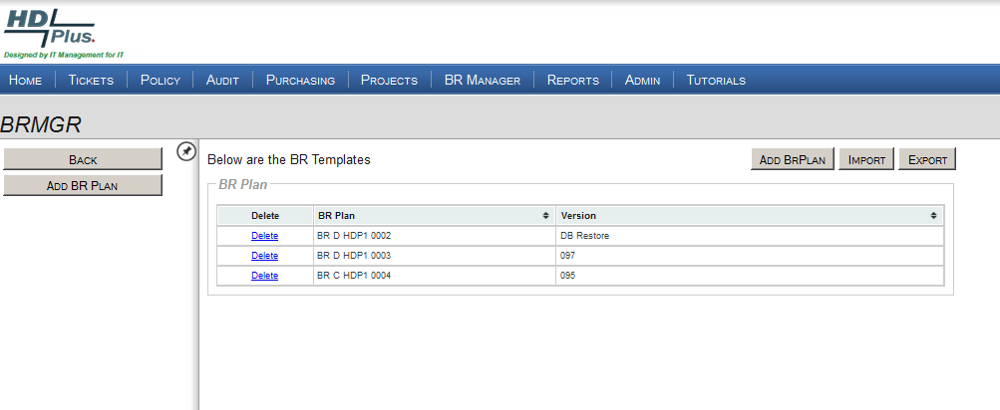 HD Plus.
Designed by IT Management for IT
HOME TICKETS POLICY AUDIT PURCHASING PROJECTS BR MANAGER REPORTS ADMIN TUTORIALS
BRMGR
BACK
ADD BR PLAN
Below are the BR Templates
ADD BRPLAN IMPORT EXPORT
BR Plan
Delete BR Plan Version
Delete BR D HDP1 0002 DB Restore
Delete BR D HDP1 0003 097
Delete BR C HDP1 0004 095